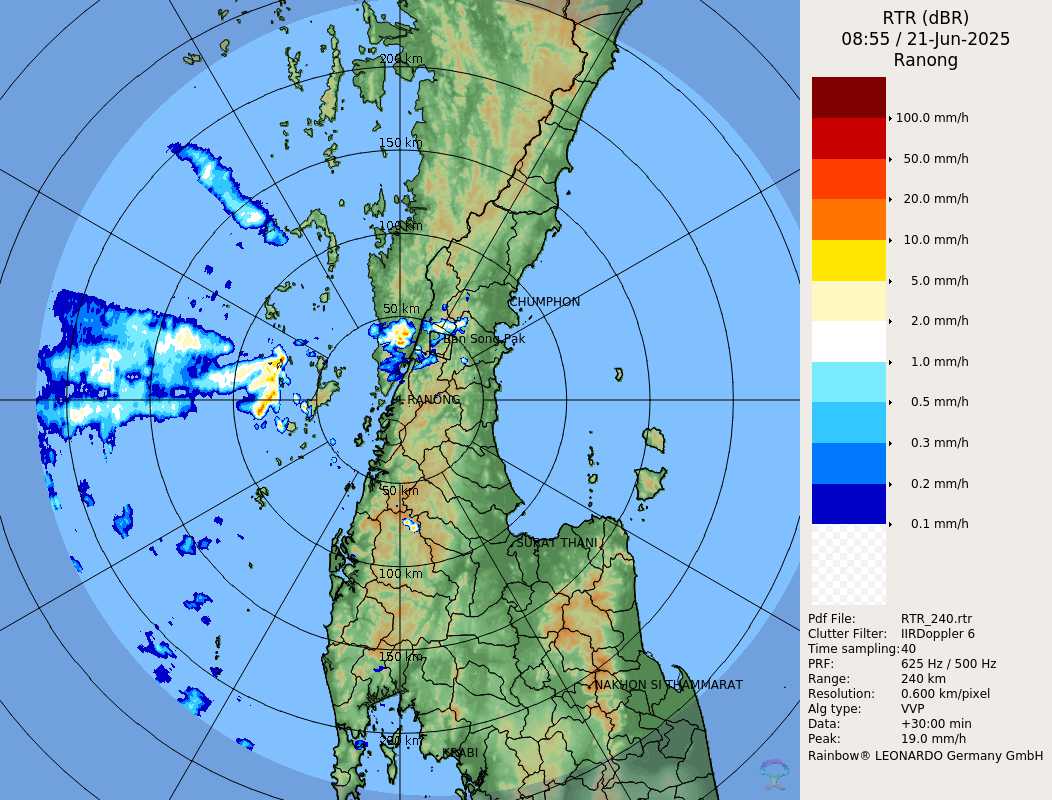 RTR (dBR)
08:55 / 21-Jun-2025
Ranong
100.0 mm/h
50.0 mm/h
20.0 mm/h
10.0 mm/h
5.0 mm/h
2.0 mm/h
1.0 mm/h
0.5 mm/h
0.3 mm/h
0.2 mm/h
0.1 mm/h
Pdf File: RTR_240.rtr
Clutter Filter: IIRDoppler 6
Time sampling:40
PRF: 625 Hz / 500 Hz
Range: 240 km
Resolution: 0.600 km/pixel
Alg type: VVP
Data: +30:00 min
Peak: 19.0 mm/h
Rainbow® LEONARDO Germany GmbH
200 km
150 km
100 km
50 km
CHUMPHON
Ban Song Pak
RANONG
50 km
SURAT THANI
100 km
150 km
NAKHON SI THAMMARAT
200 km
KRABI